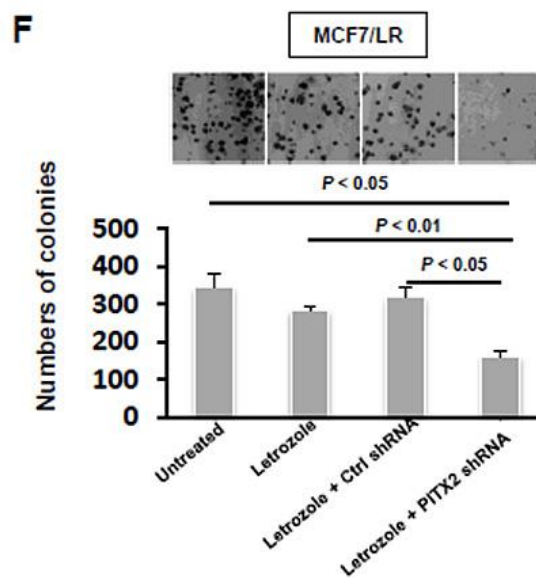 F
MCF7/LR
P < 0.05
P < 0.01
P < 0.05
Numbers of colonies
500
400
300
200
100
0
Untreated
Letrozole
Letrozole + Ctrl shRNA
Letrozole + PITX2 shRNA